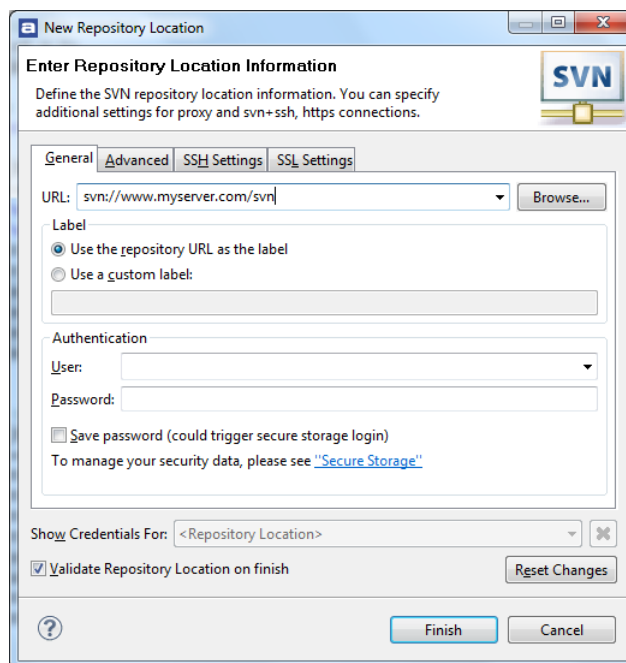 a New Repository Location
Enter Repository Location Information
SVN
Define the SVN repository location information. You can specify
additional settings for proxy and svn+ssh, https connections.
General Advanced SSH Settings SSL Settings
URL: svn://www.myserver.com/svn Browse...
Label
Use the repository URL as the label
Use a custom label:
Authentication
User:
Password:
Save password (could trigger secure storage login)
To manage your security data, please see "Secure Storage"
Show Credentials For: <Repository Location>
Validate Repository Location on finish Reset Changes
? Finish Cancel